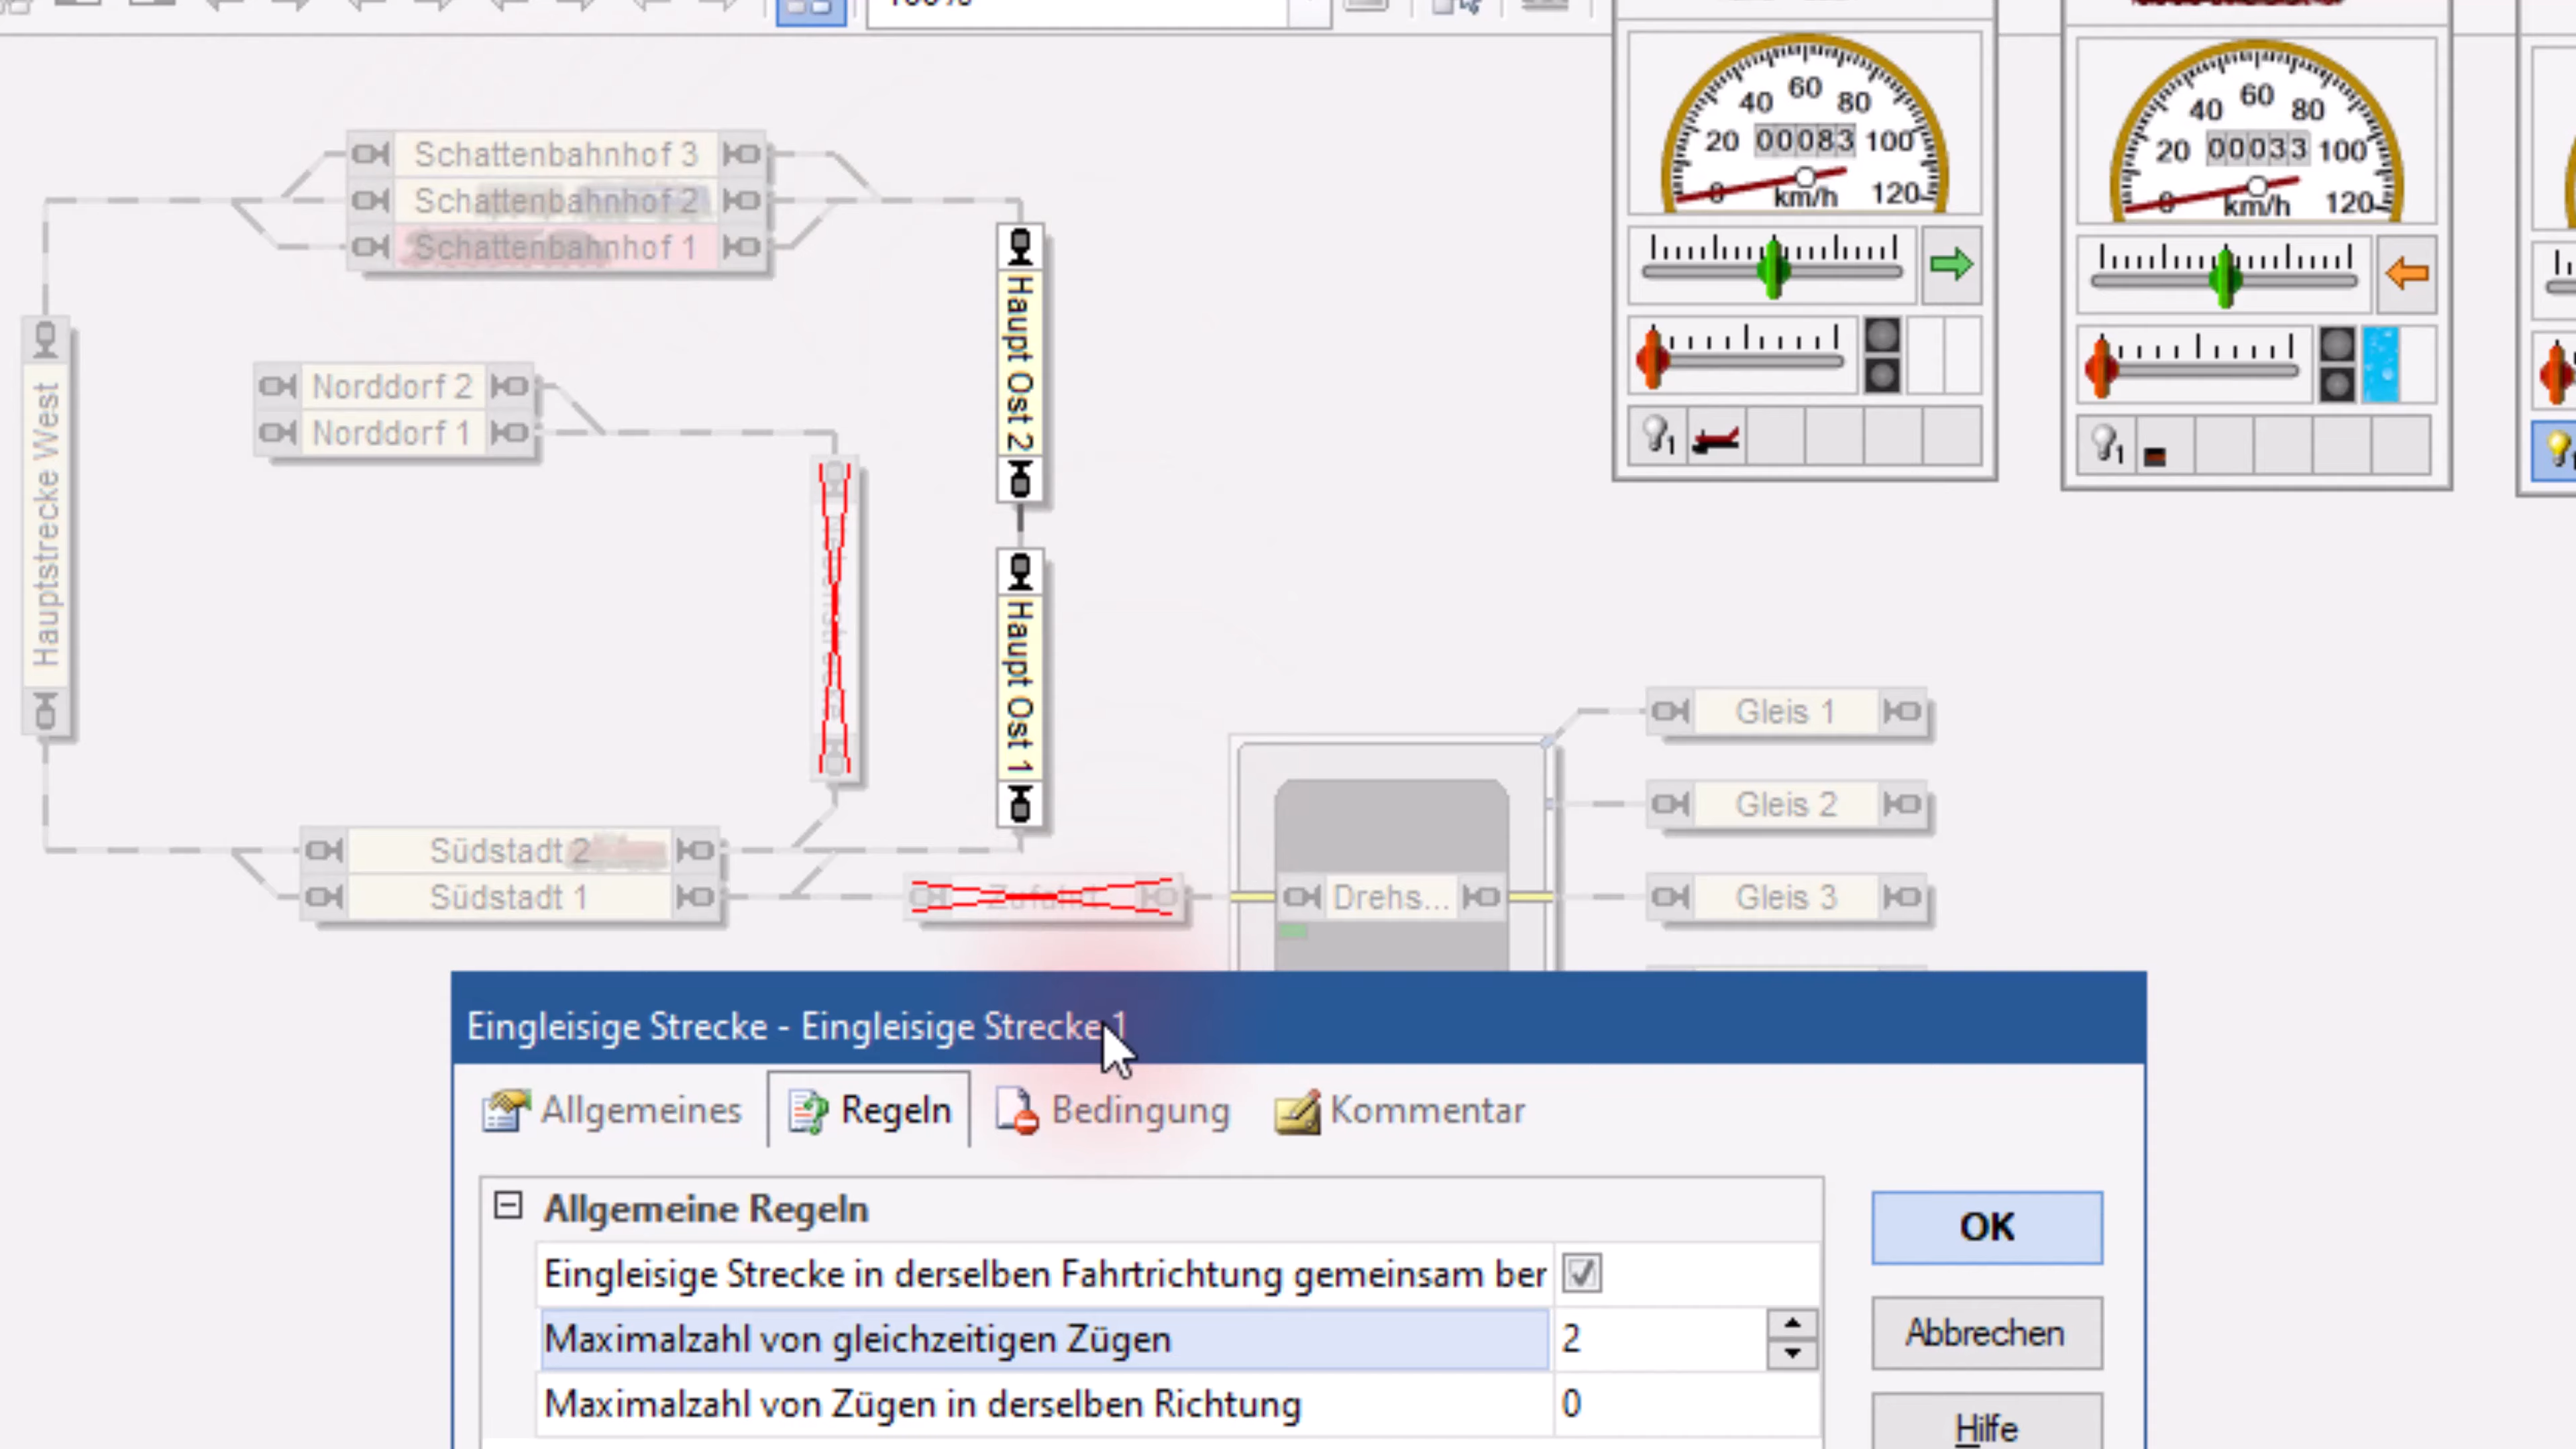 20 40 60 80 100 120
00083
km/h
20 40 60 80 100 120
00033
km/h
Schattenbahnhof 3
Schattenbahnhof 2
Schattenbahnhof 1
Haupt Ost 2
Norddorf 2
Norddorf 1
Hauptstrecke West
Haupt Ost 1
Gleis 1
Gleis 2
Südstadt 2
Südstadt 1
Drehs...
Gleis 3
Eingleisige Strecke - Eingleisige Strecke 1
Allgemeines
Regeln
Bedingung
Kommentar
Allgemeine Regeln
OK
Eingleisige Strecke in derselben Fahrtrichtung gemeinsam ber
Maximalzahl von gleichzeitigen Zügen 2
Abbrechen
Maximalzahl von Zügen in derselben Richtung 0
Hilfe